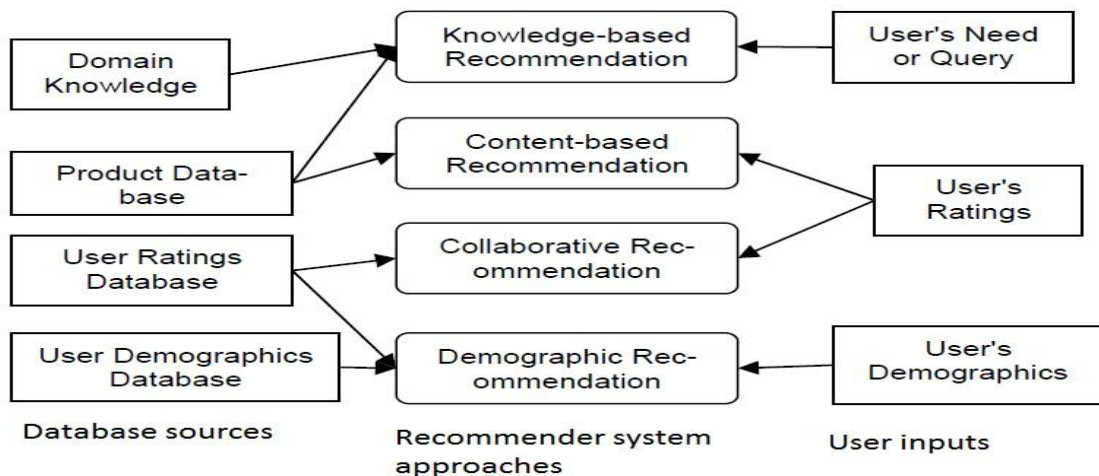 Domain
Knowledge
Product Data-
base
User Ratings
Database
User Demographics
Database
Database sources
Knowledge-based
Recommendation
Content-based
Recommendation
Collaborative Rec-
ommendation
Demographic Rec-
ommendation
Recommender system
approaches
User's Need
or Query
User's
Ratings
User's
Demographics
User inputs